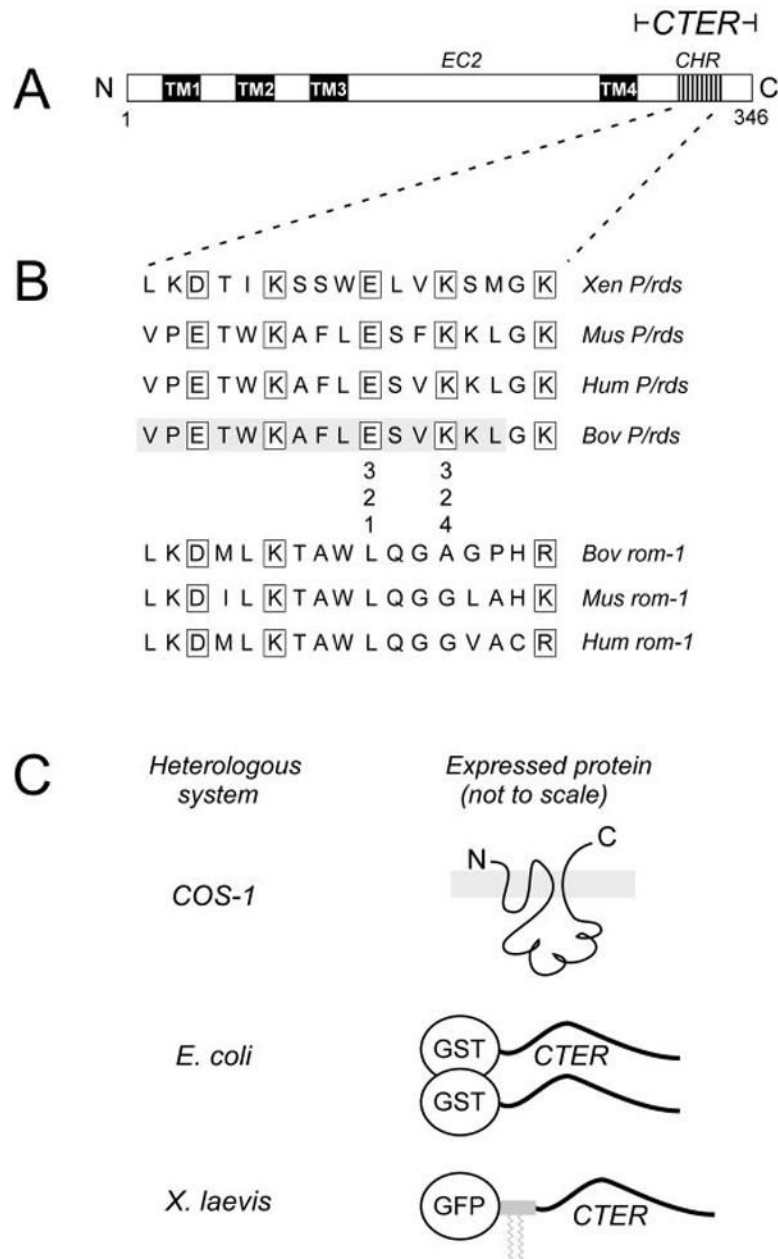 ⊢CTER⊣
A N TM1 TM2 TM3 EC2 TM4 CHR C
1 346
B
L K D T I K S S W E L V K S M G K Xen P/rds
V P E T W K A F L E S F K K L G K Mus P/rds
V P E T W K A F L E S V K K L G K Hum P/rds
V P E T W K A F L E S V K K L G K Bov P/rds
3 3
2 2
1 4
L K D M L K T A W L Q G A G P H R Bov rom-1
L K D I L K T A W L Q G G L A H K Mus rom-1
L K D M L K T A W L Q G G V A C R Hum rom-1
C
Heterologous system
Expressed protein (not to scale)
COS-1
N C
E. coli
GST CTER
GST
X. laevis
GFP CTER